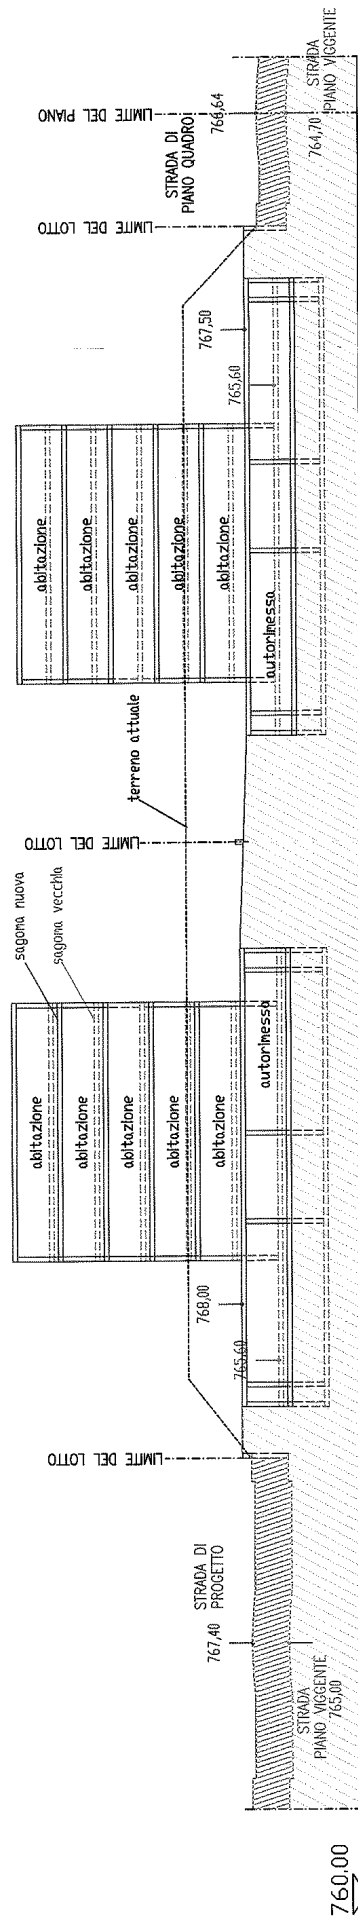 760,00
STRADA
PIANO VIGGENTE
765,00
767,40
STRADA DI
PROGETTO
LIMITE DEL LOTTO
768,00
765,60
abitazione
abitazione
abitazione
abitazione
abitazione
autorimessa
sagoma nuova
sagoma vecchia
LIMITE DEL LOTTO
terreno attuale
abitazione
abitazione
abitazione
abitazione
abitazione
autorimessa
767,50
765,60
LIMITE DEL LOTTO
STRADA DI
PIANO QUADRO
LIMITE DEL PIANO
766,64
764,70
STRADA
PIANO VIGGENTE